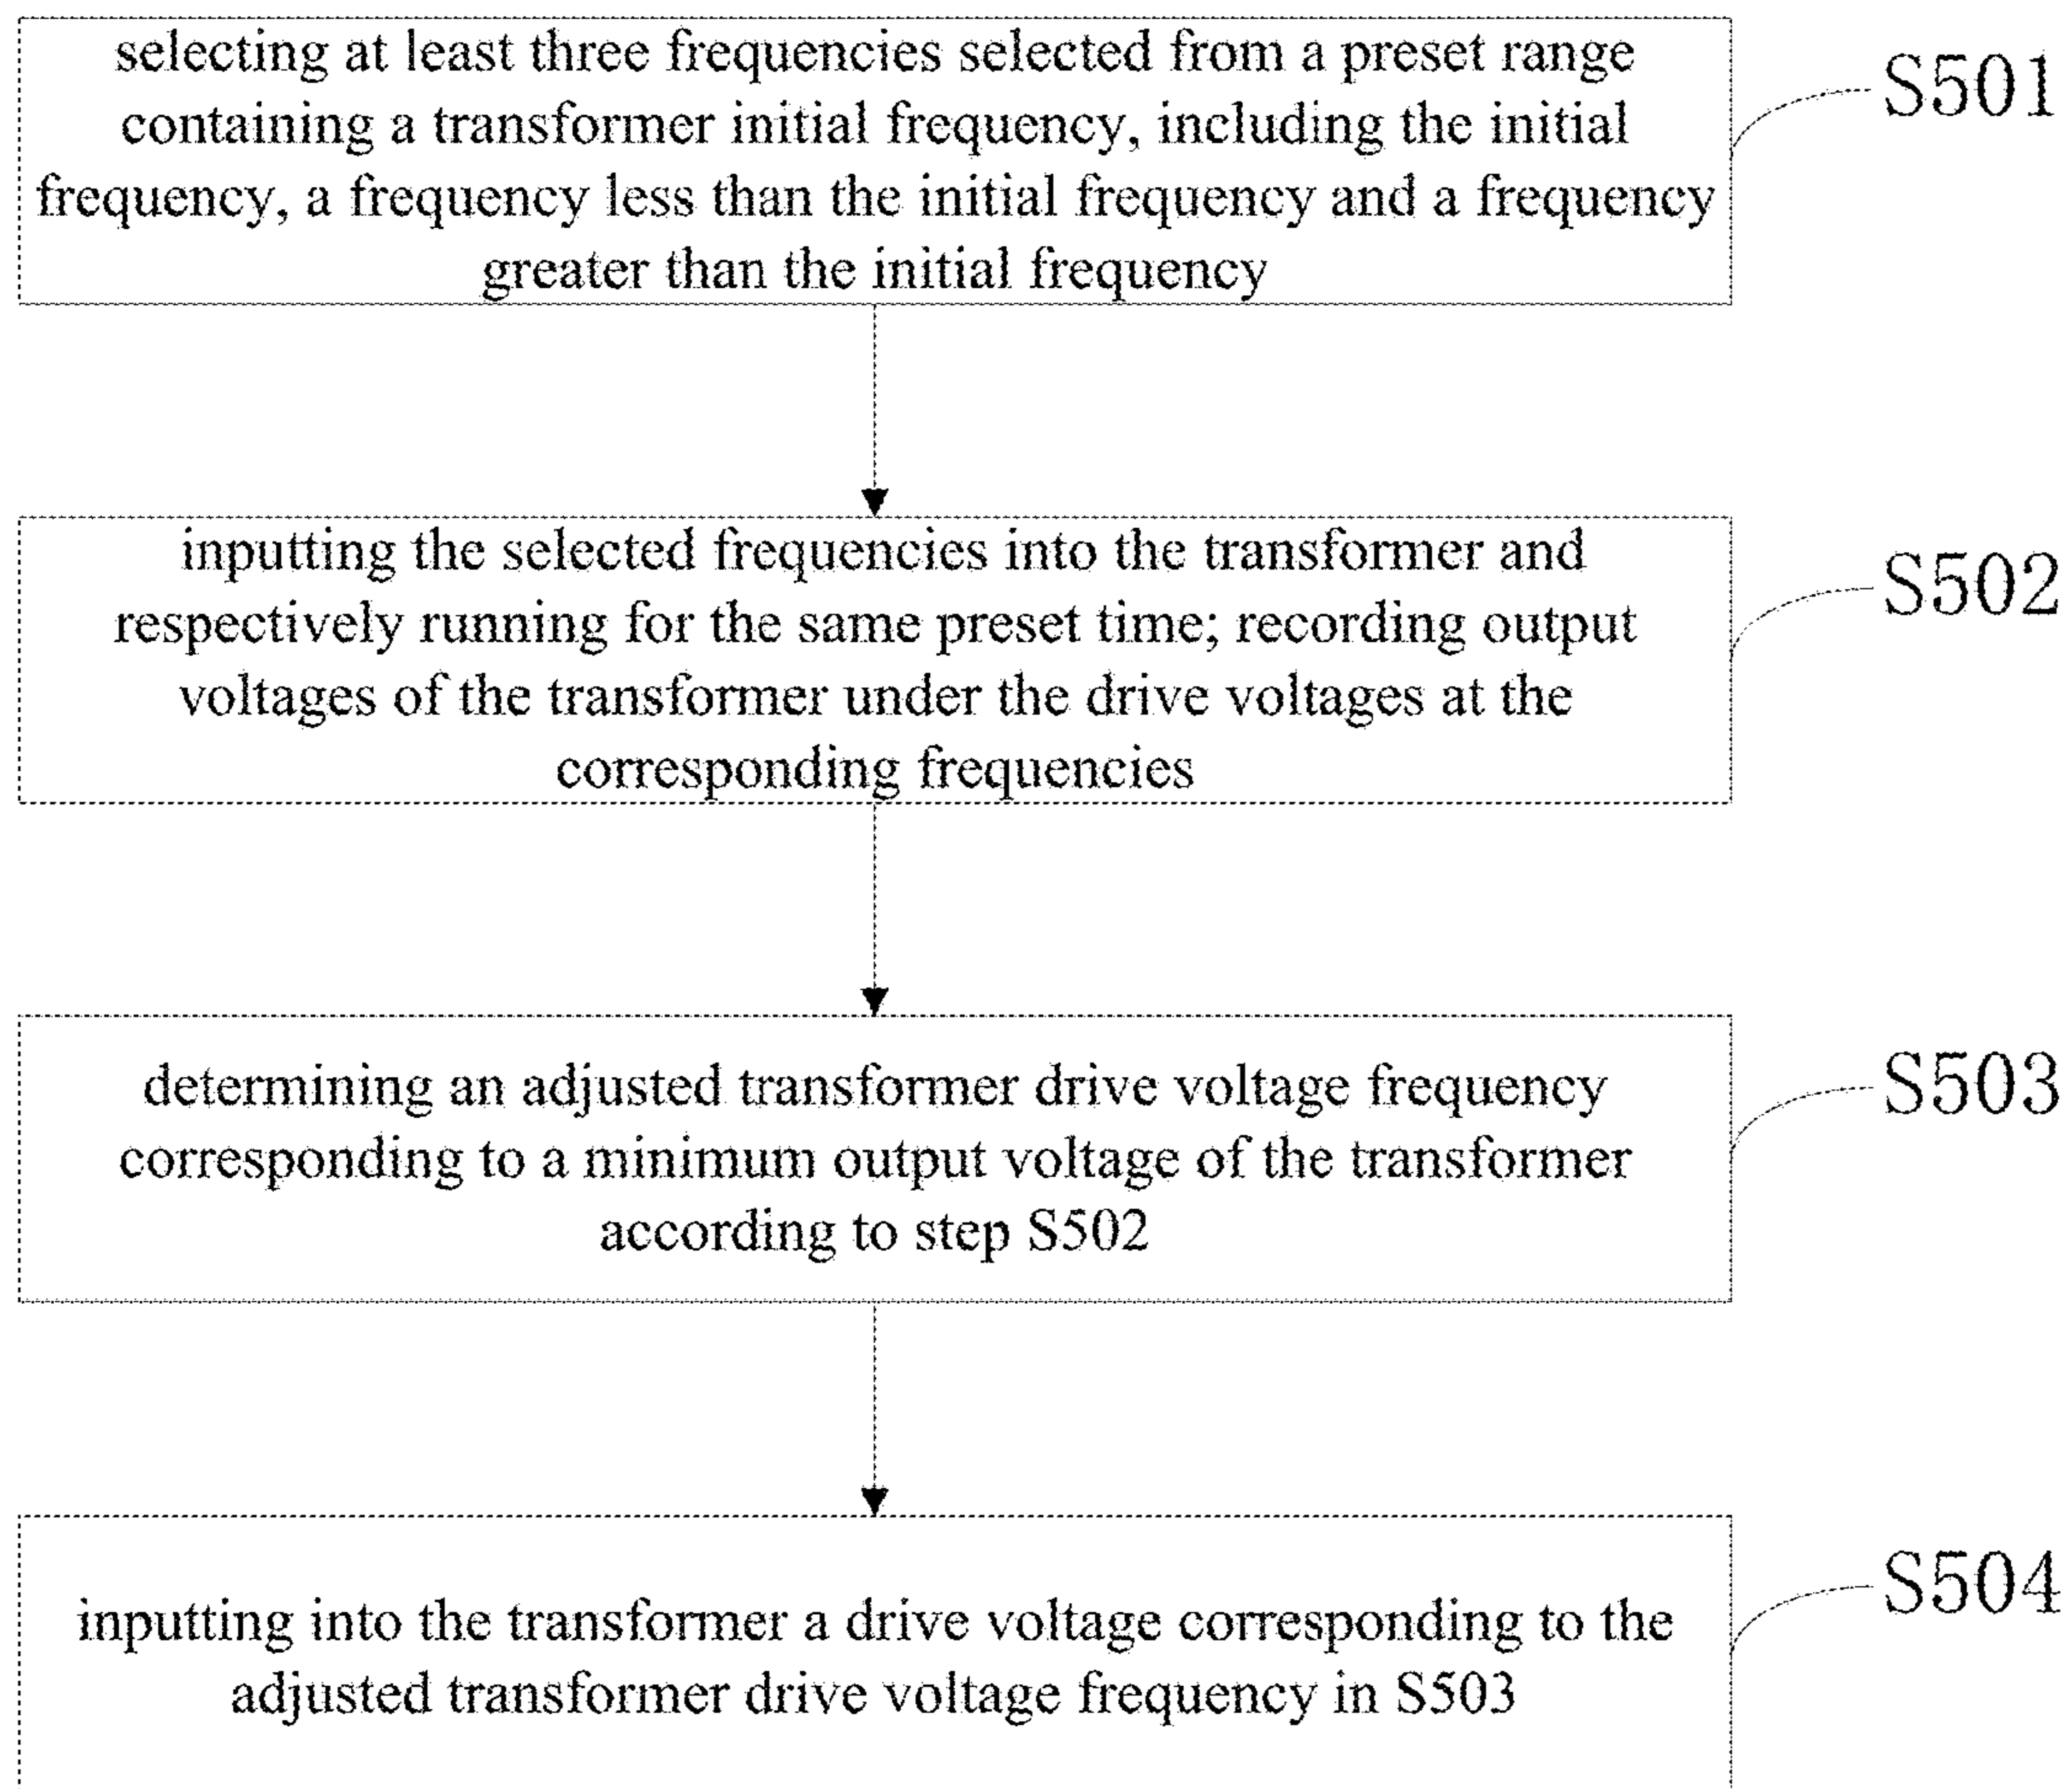 selecting at least three frequencies selected from a preset range
containing a transformer initial frequency, including the initial
frequency, a frequency less than the initial frequency and a frequency
greater than the initial frequency
S501
inputting the selected frequencies into the transformer and
respectively running for the same preset time; recording output
voltages of the transformer under the drive voltages at the
corresponding frequencies
S502
determining an adjusted transformer drive voltage frequency
corresponding to a minimum output voltage of the transformer
according to step S502
S503
inputting into the transformer a drive voltage corresponding to the
adjusted transformer drive voltage frequency in S503
S504